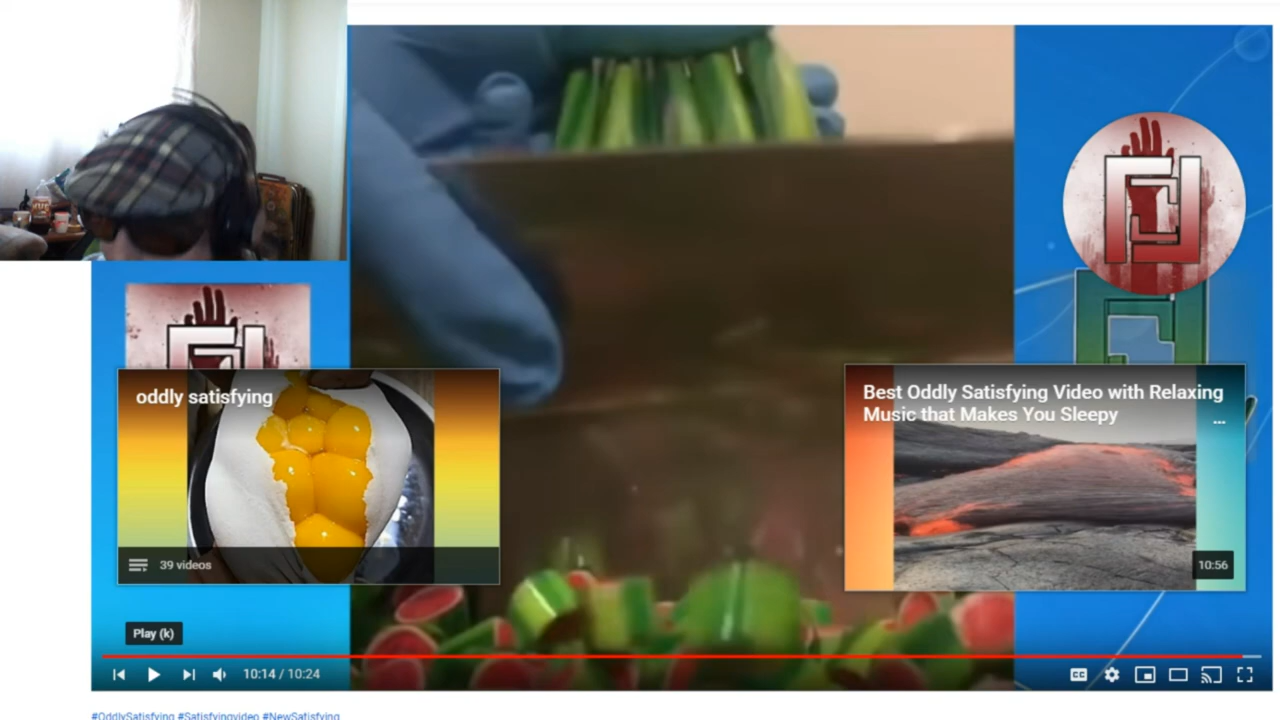 oddly satisfying
39 videos
Best Oddly Satisfying Video with Relaxing
Music that Makes You Sleepy
10:56
Play (k)
10:14 / 10:24
CC
#OddlySatisfying #Satisfyingvideo #NewSatisfying